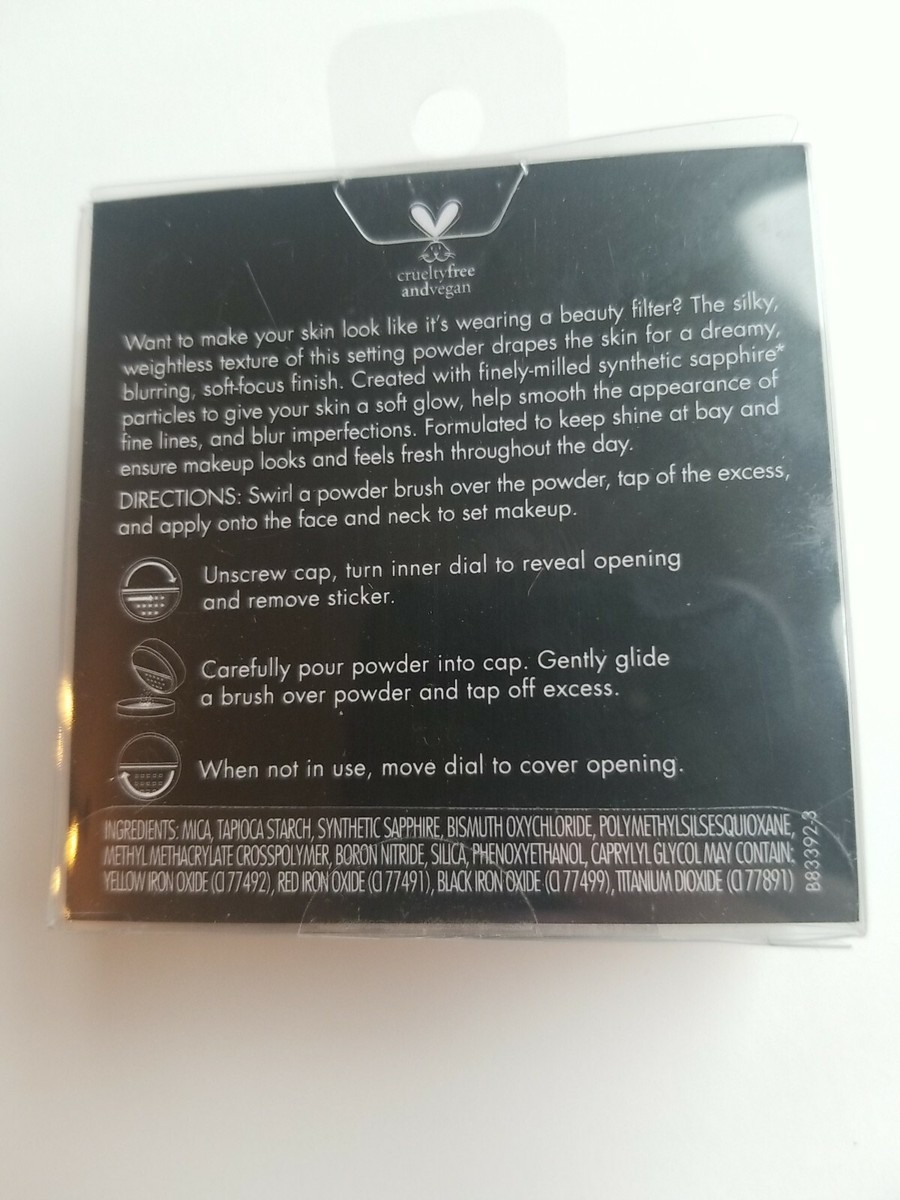 crueltyfree
andvegan
Want to make your skin look like it's wearing a beauty filter? The silky,
weightless texture of this setting powder drapes the skin for a dreamy,
blurring, soft-focus finish. Created with finely-milled synthetic sapphire*
particles to give your skin a soft glow, help smooth the appearance of
fine lines, and blur imperfections. Formulated to keep shine at bay and
ensure makeup looks and feels fresh throughout the day.
DIRECTIONS: Swirl a powder brush over the powder, tap of the excess,
and apply onto the face and neck to set makeup.
Unscrew cap, turn inner dial to reveal opening
and remove sticker.
Carefully pour powder into cap. Gently glide
a brush over powder and tap off excess.
When not in use, move dial to cover opening.
INGREDIENTS: MICA, TAPIOCA STARCH, SYNTHETIC SAPPHIRE, BISMUTH OXYCHLORIDE, POLYMETHYLSILSESQUIOXANE,
METHYL METHACRYLATE CROSSPOLYMER, BORON NITRIDE, SILICA, PHENOXYETHANOL, CAPRYLYL GLYCOL MAY CONTAIN:
YELLOW IRON OXIDE (CI 77492), RED IRON OXIDE (CI 77491), BLACK IRON OXIDE (CI 77499), TITANIUM DIOXIDE (CI 77891)
B83392-3